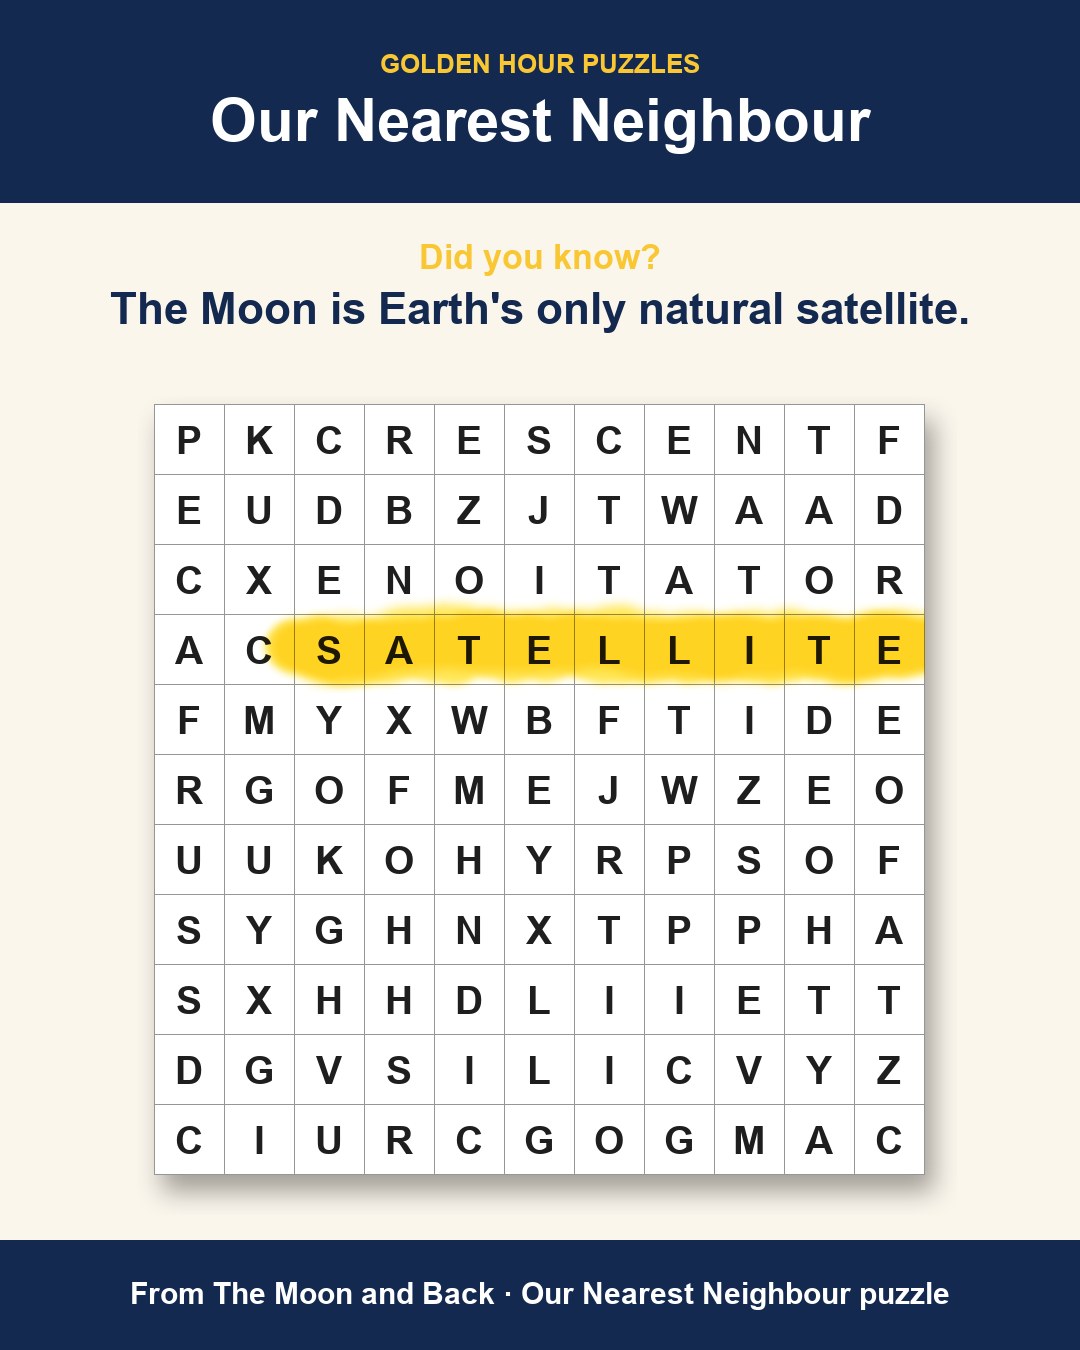 GOLDEN HOUR PUZZLES
Our Nearest Neighbour
Did you know?
The Moon is Earth's only natural satellite.
P K C R E S C E N T F
E U D B Z J T W A A D
C X E N O I T A T O R
A C S A T E L L I T E
F M Y X W B F T I D E
R G O F M E J W Z E O
U U K O H Y R P S O F
S Y G H N X T P P H A
S X H H D L I I E T T
D G V S I L I C V Y Z
C I U R C G O G M A C
From The Moon and Back · Our Nearest Neighbour puzzle